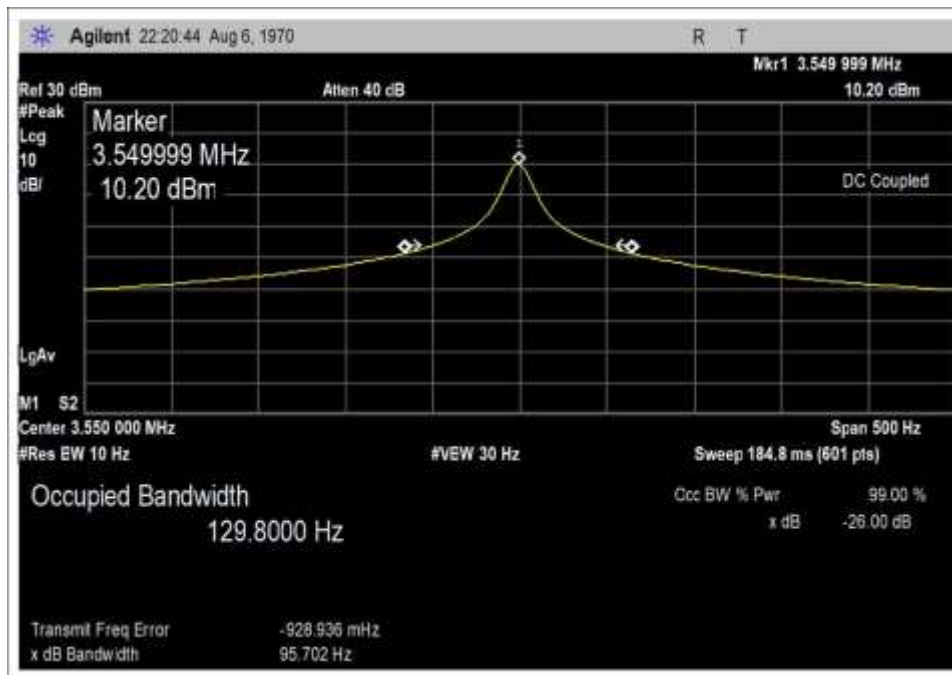 Agilent 22:20:44 Aug 6, 1970 R T
Mkr1 3.549 999 MHz
Ref 30 dBm Atten 40 dB 10.20 dBm
#Peak
Log
10
dB/
Marker
3.549999 MHz
10.20 dBm
DC Coupled
1
LgAv
M1 S2
Center 3.550 000 MHz Span 500 Hz
#Res BW 10 Hz #VBW 30 Hz Sweep 184.8 ms (601 pts)
Occupied Bandwidth Occ BW % Pwr 99.00 %
129.8000 Hz x dB -26.00 dB
Transmit Freq Error -928.936 mHz
x dB Bandwidth 95.702 Hz